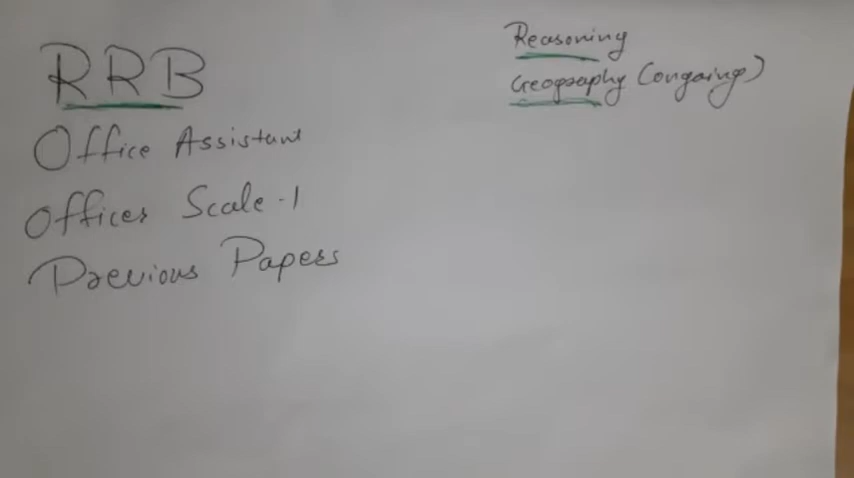 RRB
Office Assistant
Officer Scale-1
Previous Papers
Reasoning
Geography (ongoing)